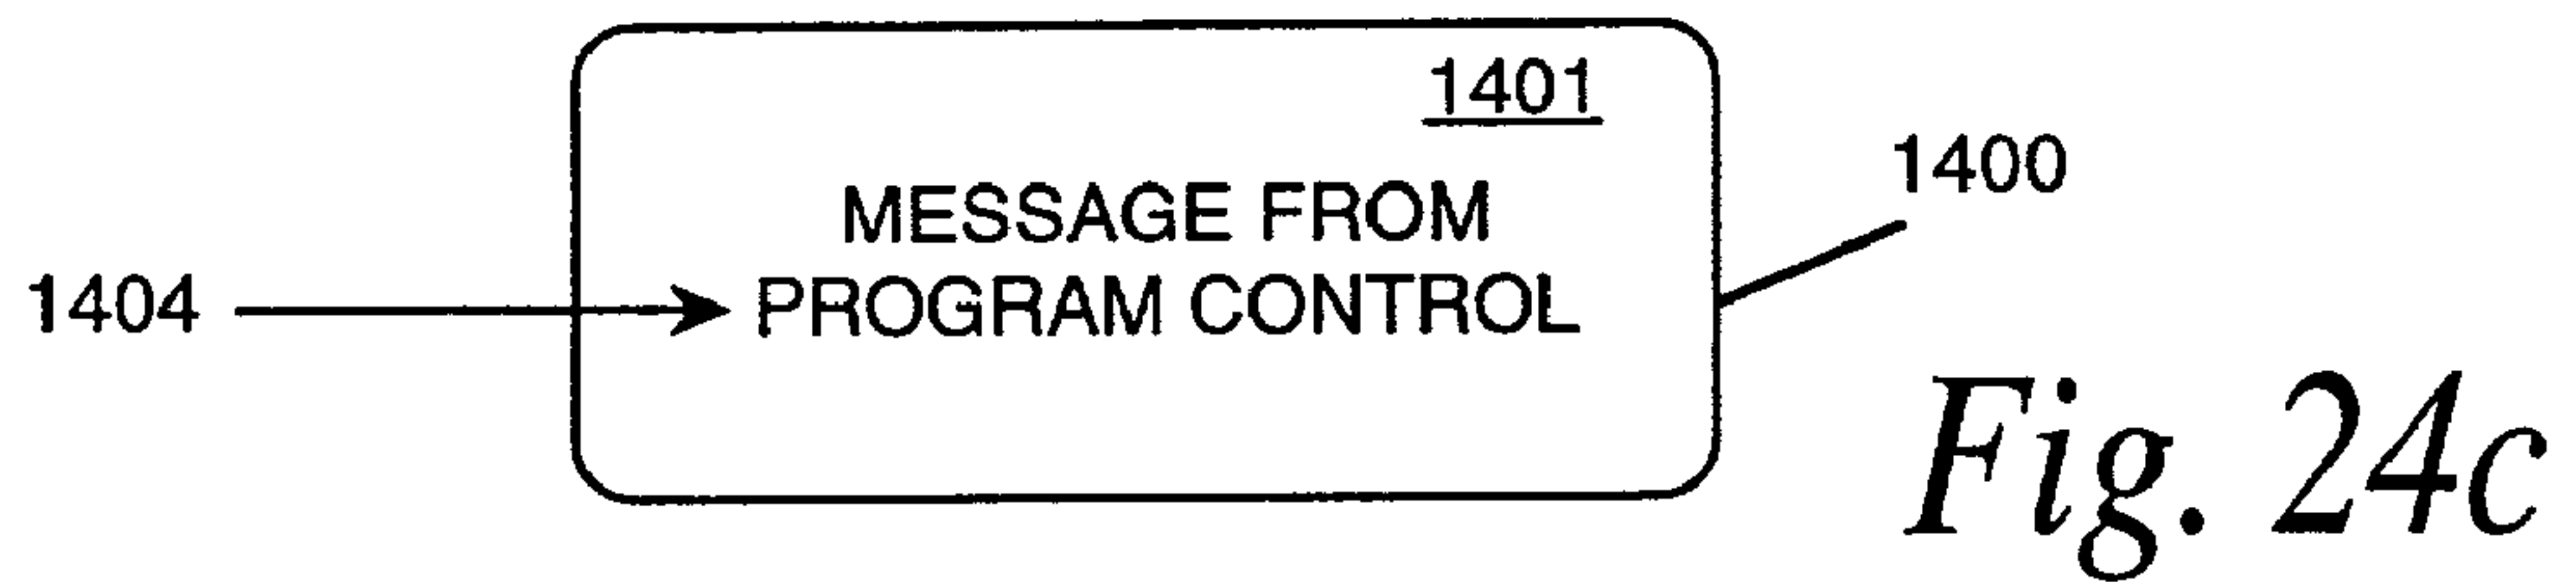 1401
1400
MESSAGE FROM
1404
PROGRAM CONTROL
Fig. 24c